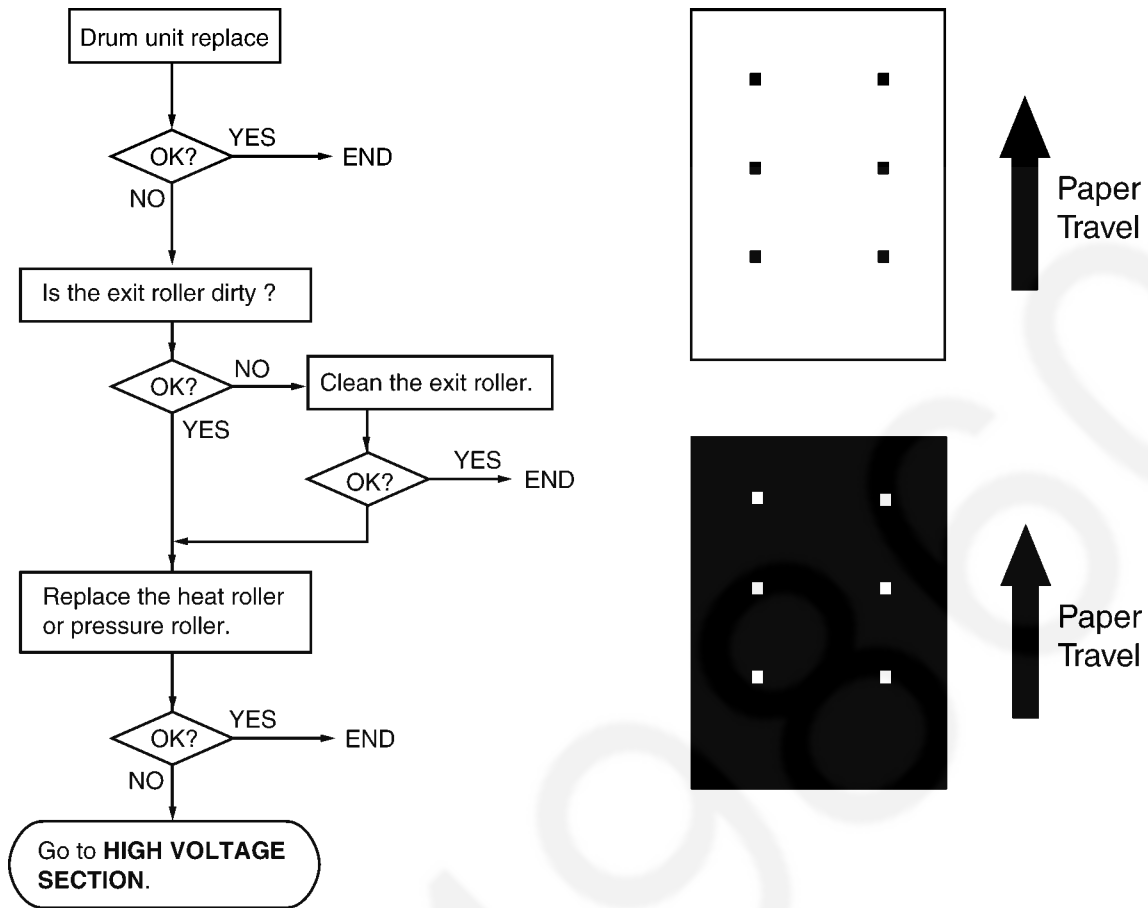 Drum unit replace
OK?
YES
END
NO
Is the exit roller dirty ?
OK?
NO
Clean the exit roller.
YES
OK?
YES
END
Replace the heat roller
or pressure roller.
OK?
YES
END
NO
Go to HIGH VOLTAGE
SECTION.
Paper
Travel
Paper
Travel